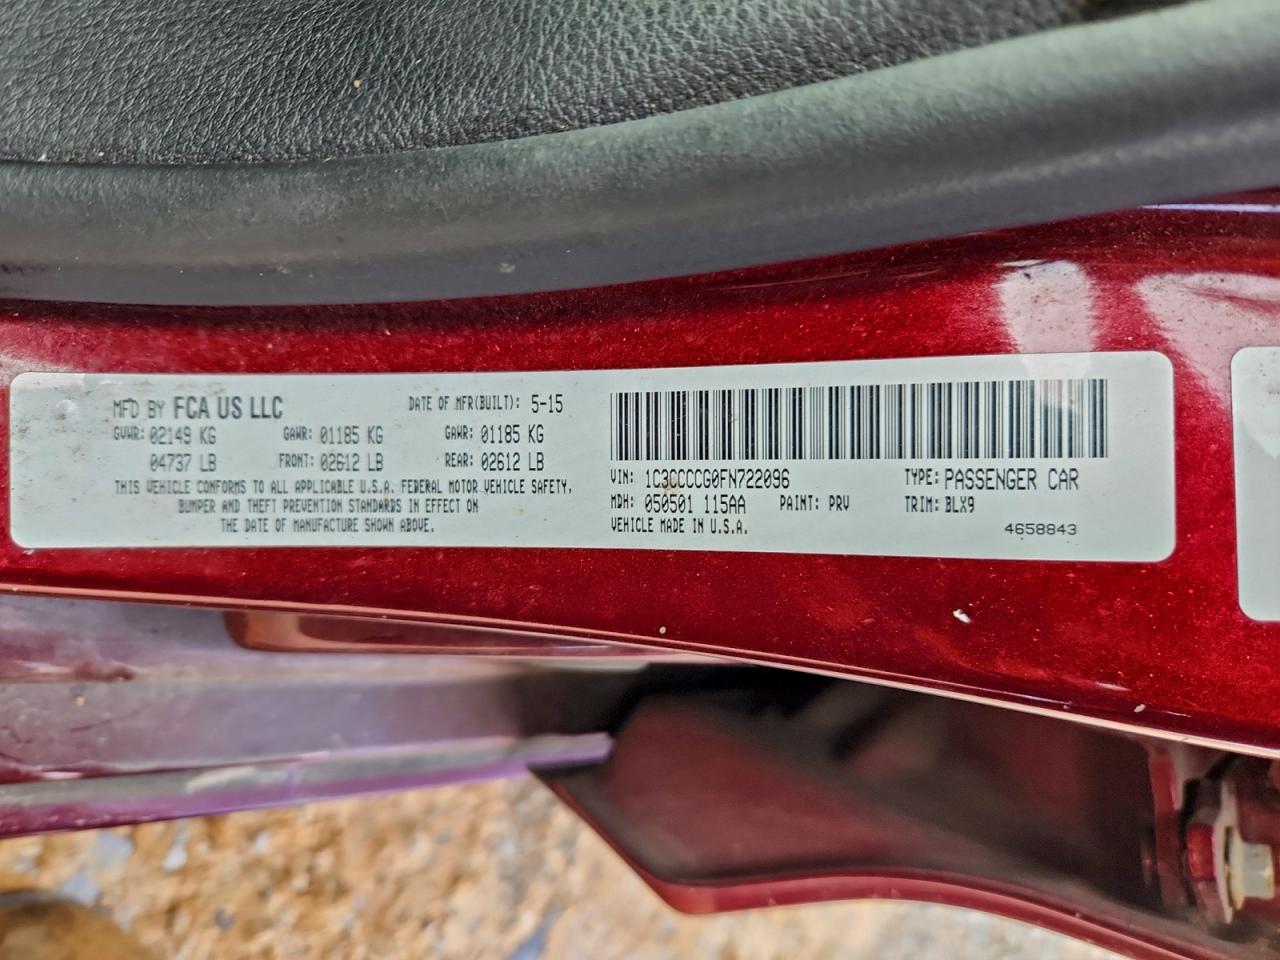 MFD BY FCA US LLC DATE OF MFR(BUILT): 5-15
GVWR: 02149 KG GAWR: 01185 KG GAWR: 01185 KG
04737 LB FRONT: 02612 LB REAR: 02612 LB
THIS VEHICLE CONFORMS TO ALL APPLICABLE U.S.A. FEDERAL MOTOR VEHICLE SAFETY,
BUMPER AND THEFT PREVENTION STANDARDS IN EFFECT ON
THE DATE OF MANUFACTURE SHOWN ABOVE.
VIN: 1C3CCCCG0FN722096 TYPE: PASSENGER CAR
MDH: 050501 115AA PAINT: PRV TRIM: BLX9
VEHICLE MADE IN U.S.A. 4658843